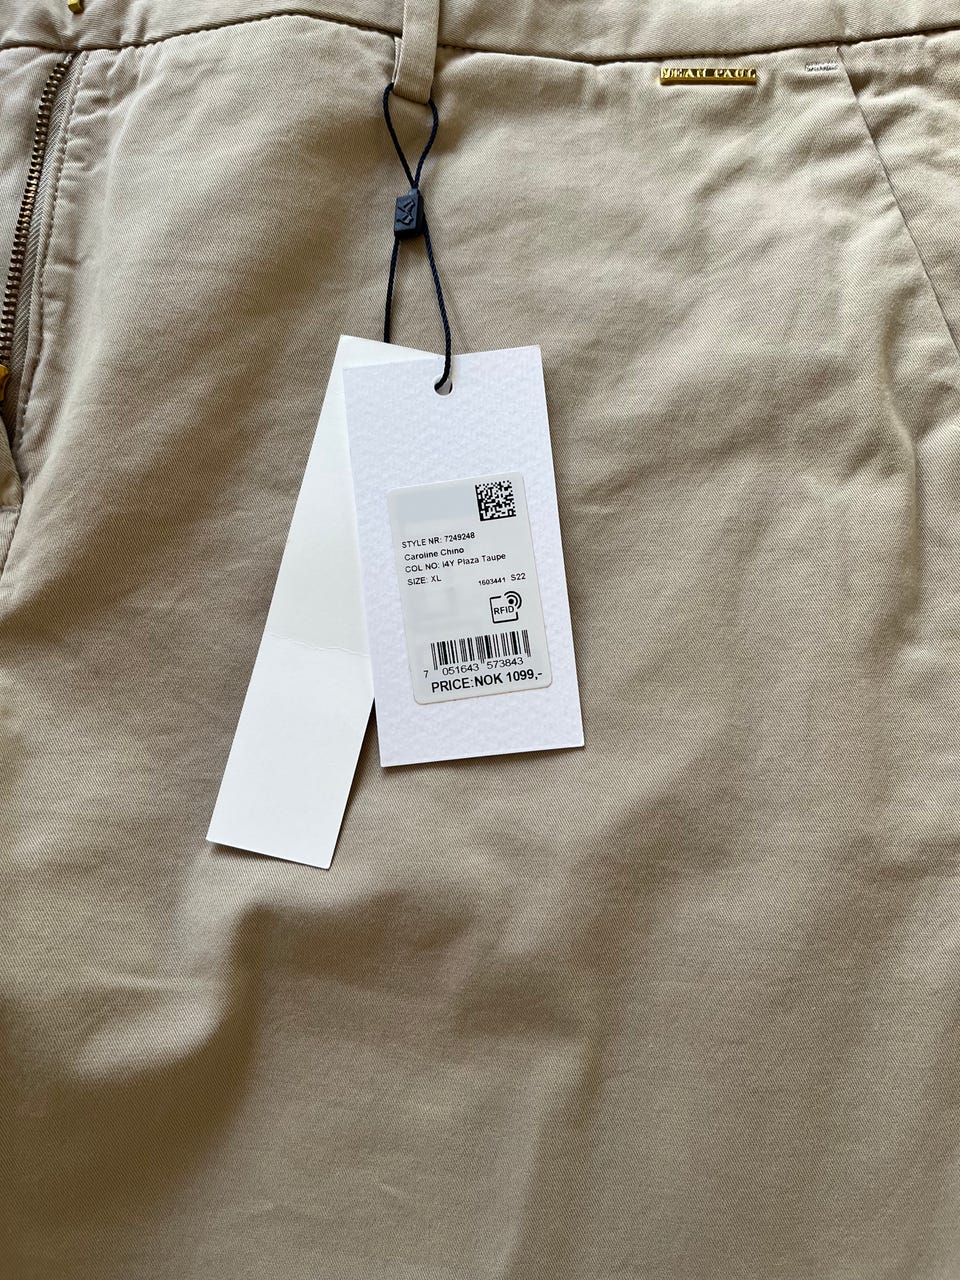 JEAN PAUL
STYLE NR: 7249248
Caroline Chino
COL NO: I4Y Plaza Taupe
SIZE: XL
1603441 S22
RFID
7 051643 573843
PRICE:NOK 1099,-